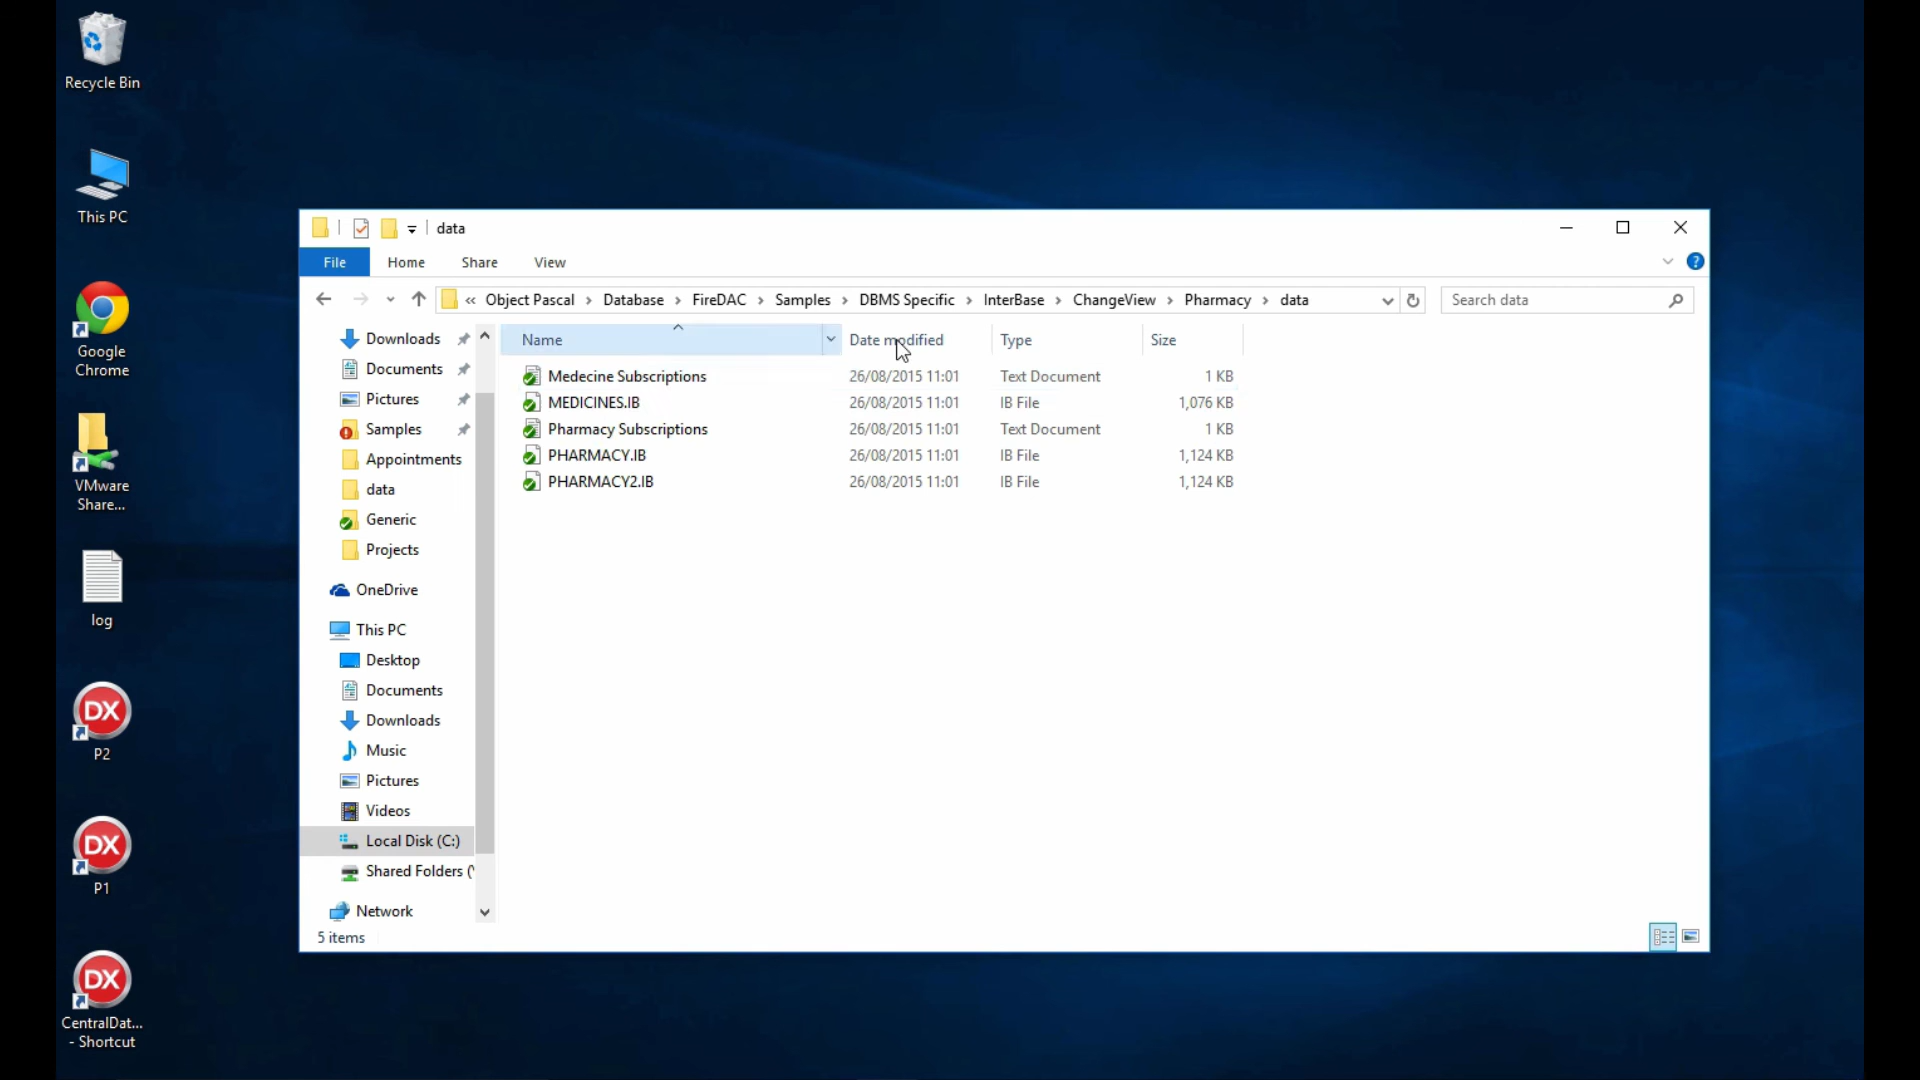 Recycle Bin
This PC
Google
Chrome
VMware
Share...
log
P2
P1
CentralDat...
- Shortcut
data
File Home Share View
« Object Pascal Database FireDAC Samples DBMS Specific InterBase ChangeView Pharmacy data
Search data
Downloads
Documents
Pictures
Samples
Appointments
data
Generic
Projects
OneDrive
This PC
Desktop
Documents
Downloads
Music
Pictures
Videos
Local Disk (C:)
Shared Folders (
Network
Name Date modified Type Size
Medecine Subscriptions 26/08/2015 11:01 Text Document 1 KB
MEDICINES.IB 26/08/2015 11:01 IB File 1,076 KB
Pharmacy Subscriptions 26/08/2015 11:01 Text Document 1 KB
PHARMACY.IB 26/08/2015 11:01 IB File 1,124 KB
PHARMACY2.IB 26/08/2015 11:01 IB File 1,124 KB
5 items
DX
DX
DX